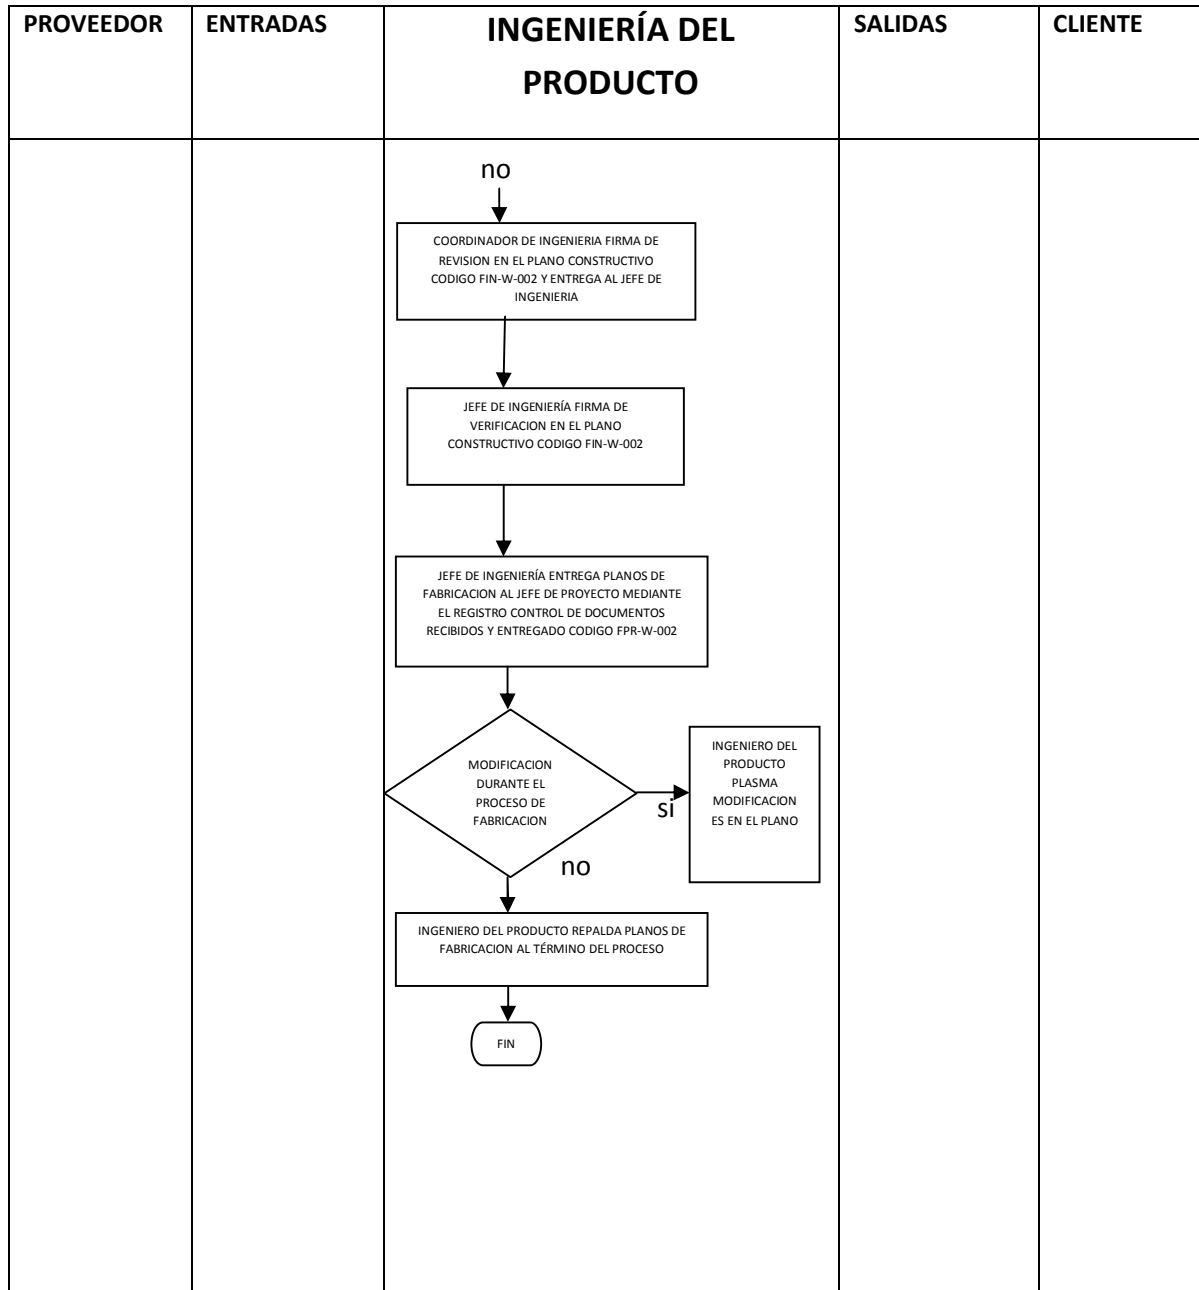 PROVEEDOR
ENTRADAS
INGENIERÍA DEL
PRODUCTO
SALIDAS
CLIENTE
no
COORDINADOR DE INGENIERIA FIRMA DE
REVISION EN EL PLANO CONSTRUCTIVO
CODIGO FIN-W-002 Y ENTREGA AL JEFE DE
INGENIERIA
JEFE DE INGENIERÍA FIRMA DE
VERIFICACION EN EL PLANO
CONSTRUCTIVO CODIGO FIN-W-002
JEFE DE INGENIERÍA ENTREGA PLANOS DE
FABRICACION AL JEFE DE PROYECTO MEDIANTE
EL REGISTRO CONTROL DE DOCUMENTOS
RECIBIDOS Y ENTREGADO CODIGO FPR-W-002
MODIFICACION
DURANTE EL
PROCESO DE
FABRICACION
si
INGENIERO DEL
PRODUCTO
PLASMA
MODIFICACION
ES EN EL PLANO
no
INGENIERO DEL PRODUCTO REPALDA PLANOS DE
FABRICACION AL TÉRMINO DEL PROCESO
FIN